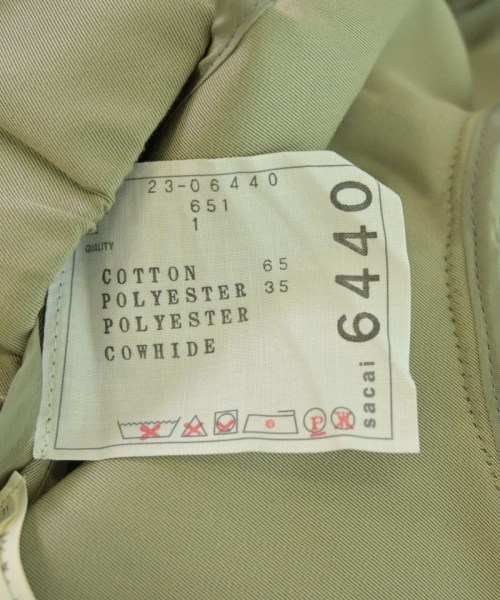 23-06440
651
1
QUALITY
COTTON 65
POLYESTER 35
POLYESTER
COWHIDE
P W
sacai 6440